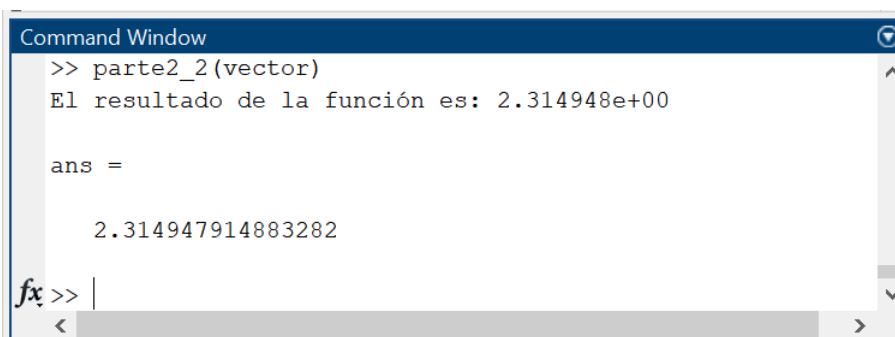 Command Window
>> parte2_2(vector)
El resultado de la función es: 2.314948e+00
ans =
2.314947914883282
fx >>